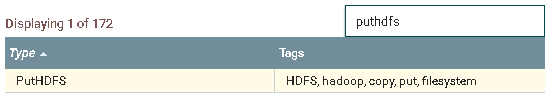 Displaying 1 of 172
puthdfs
Type Tags
PutHDFS HDFS, hadoop, copy, put, filesystem